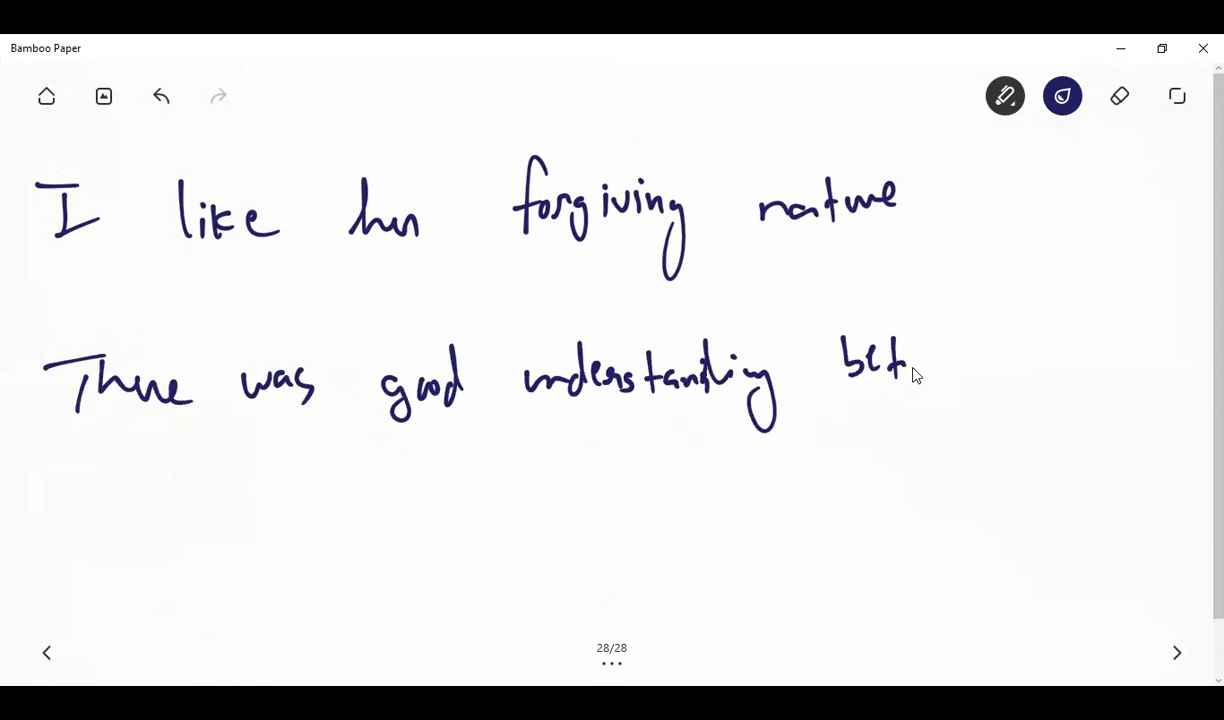 Bamboo Paper
I like her forgiving nature
There was good understanding bet
28/28